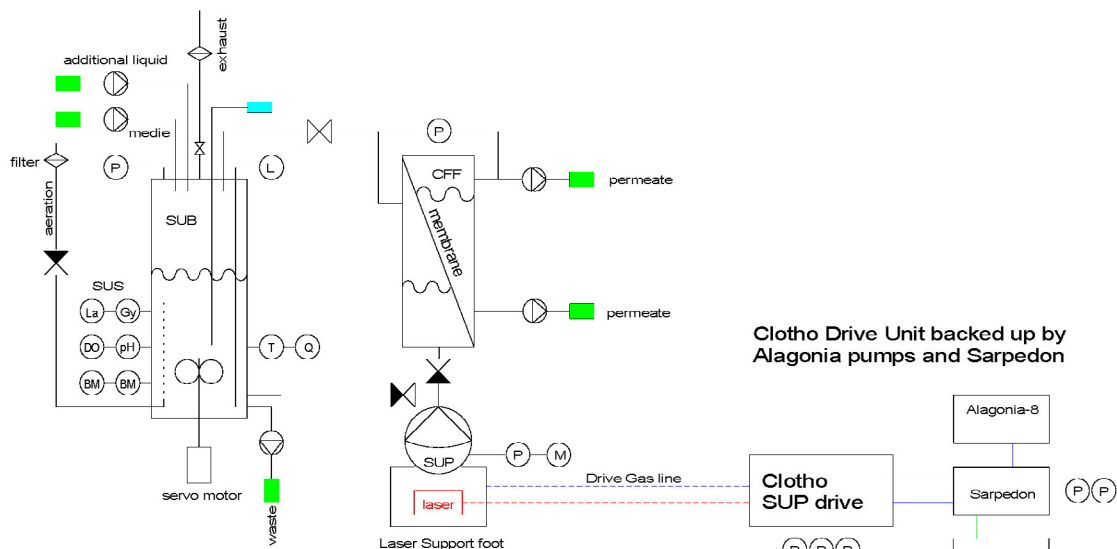 exhaust
additional liquid
medie
filter
P
L
P
aeration
SUB
CFF
membrane
permeate
permeate
SUS
La
Gy
DO
pH
BM
BM
T
Q
servo motor
waste
SUP
P
M
laser
Laser Support foot
Drive Gas line
Clotho Drive Unit backed up by
Alagonia pumps and Sarpedon
Clotho
SUP drive
Alagonia-8
Sarpedon
P
P
P
P
P